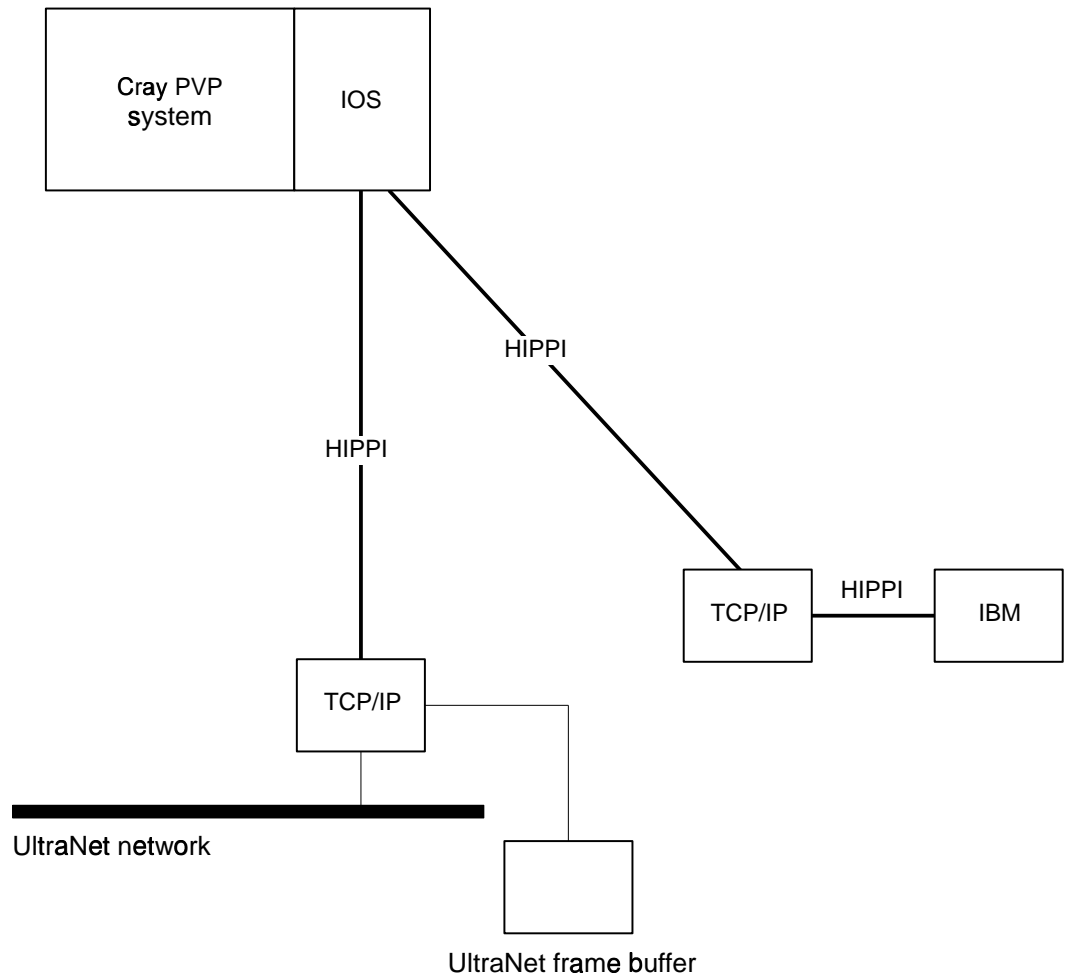 Cray PVP
system
IOS
HIPPI
HIPPI
HIPPI
TCP/IP
IBM
TCP/IP
UltraNet network
UltraNet frame buffer